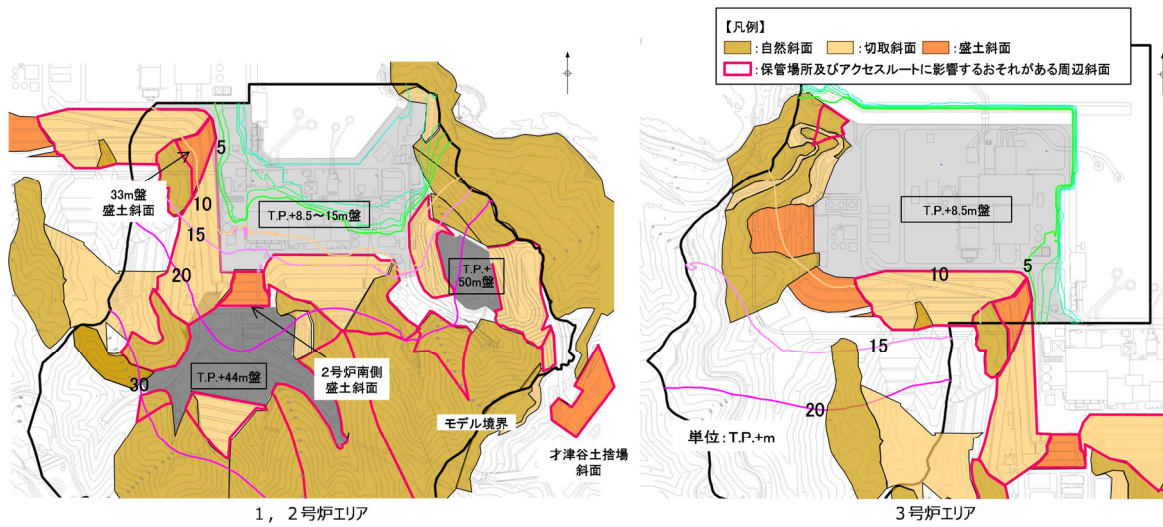 【凡例】
:自然斜面 :切取斜面 :盛土斜面
:保管場所及びアクセスルートに影響するおそれがある周辺斜面
5
33m盤
盛土斜面
10
T.P.+8.5～15m盤
15
20
T.P.+
50m盤
T.P.+44m盤
30
2号炉南側
盛土斜面
モデル境界
才津谷土捨場
斜面
1，2号炉エリア
T.P.+8.5m盤
5
10
15
20
単位:T.P.+m
3号炉エリア